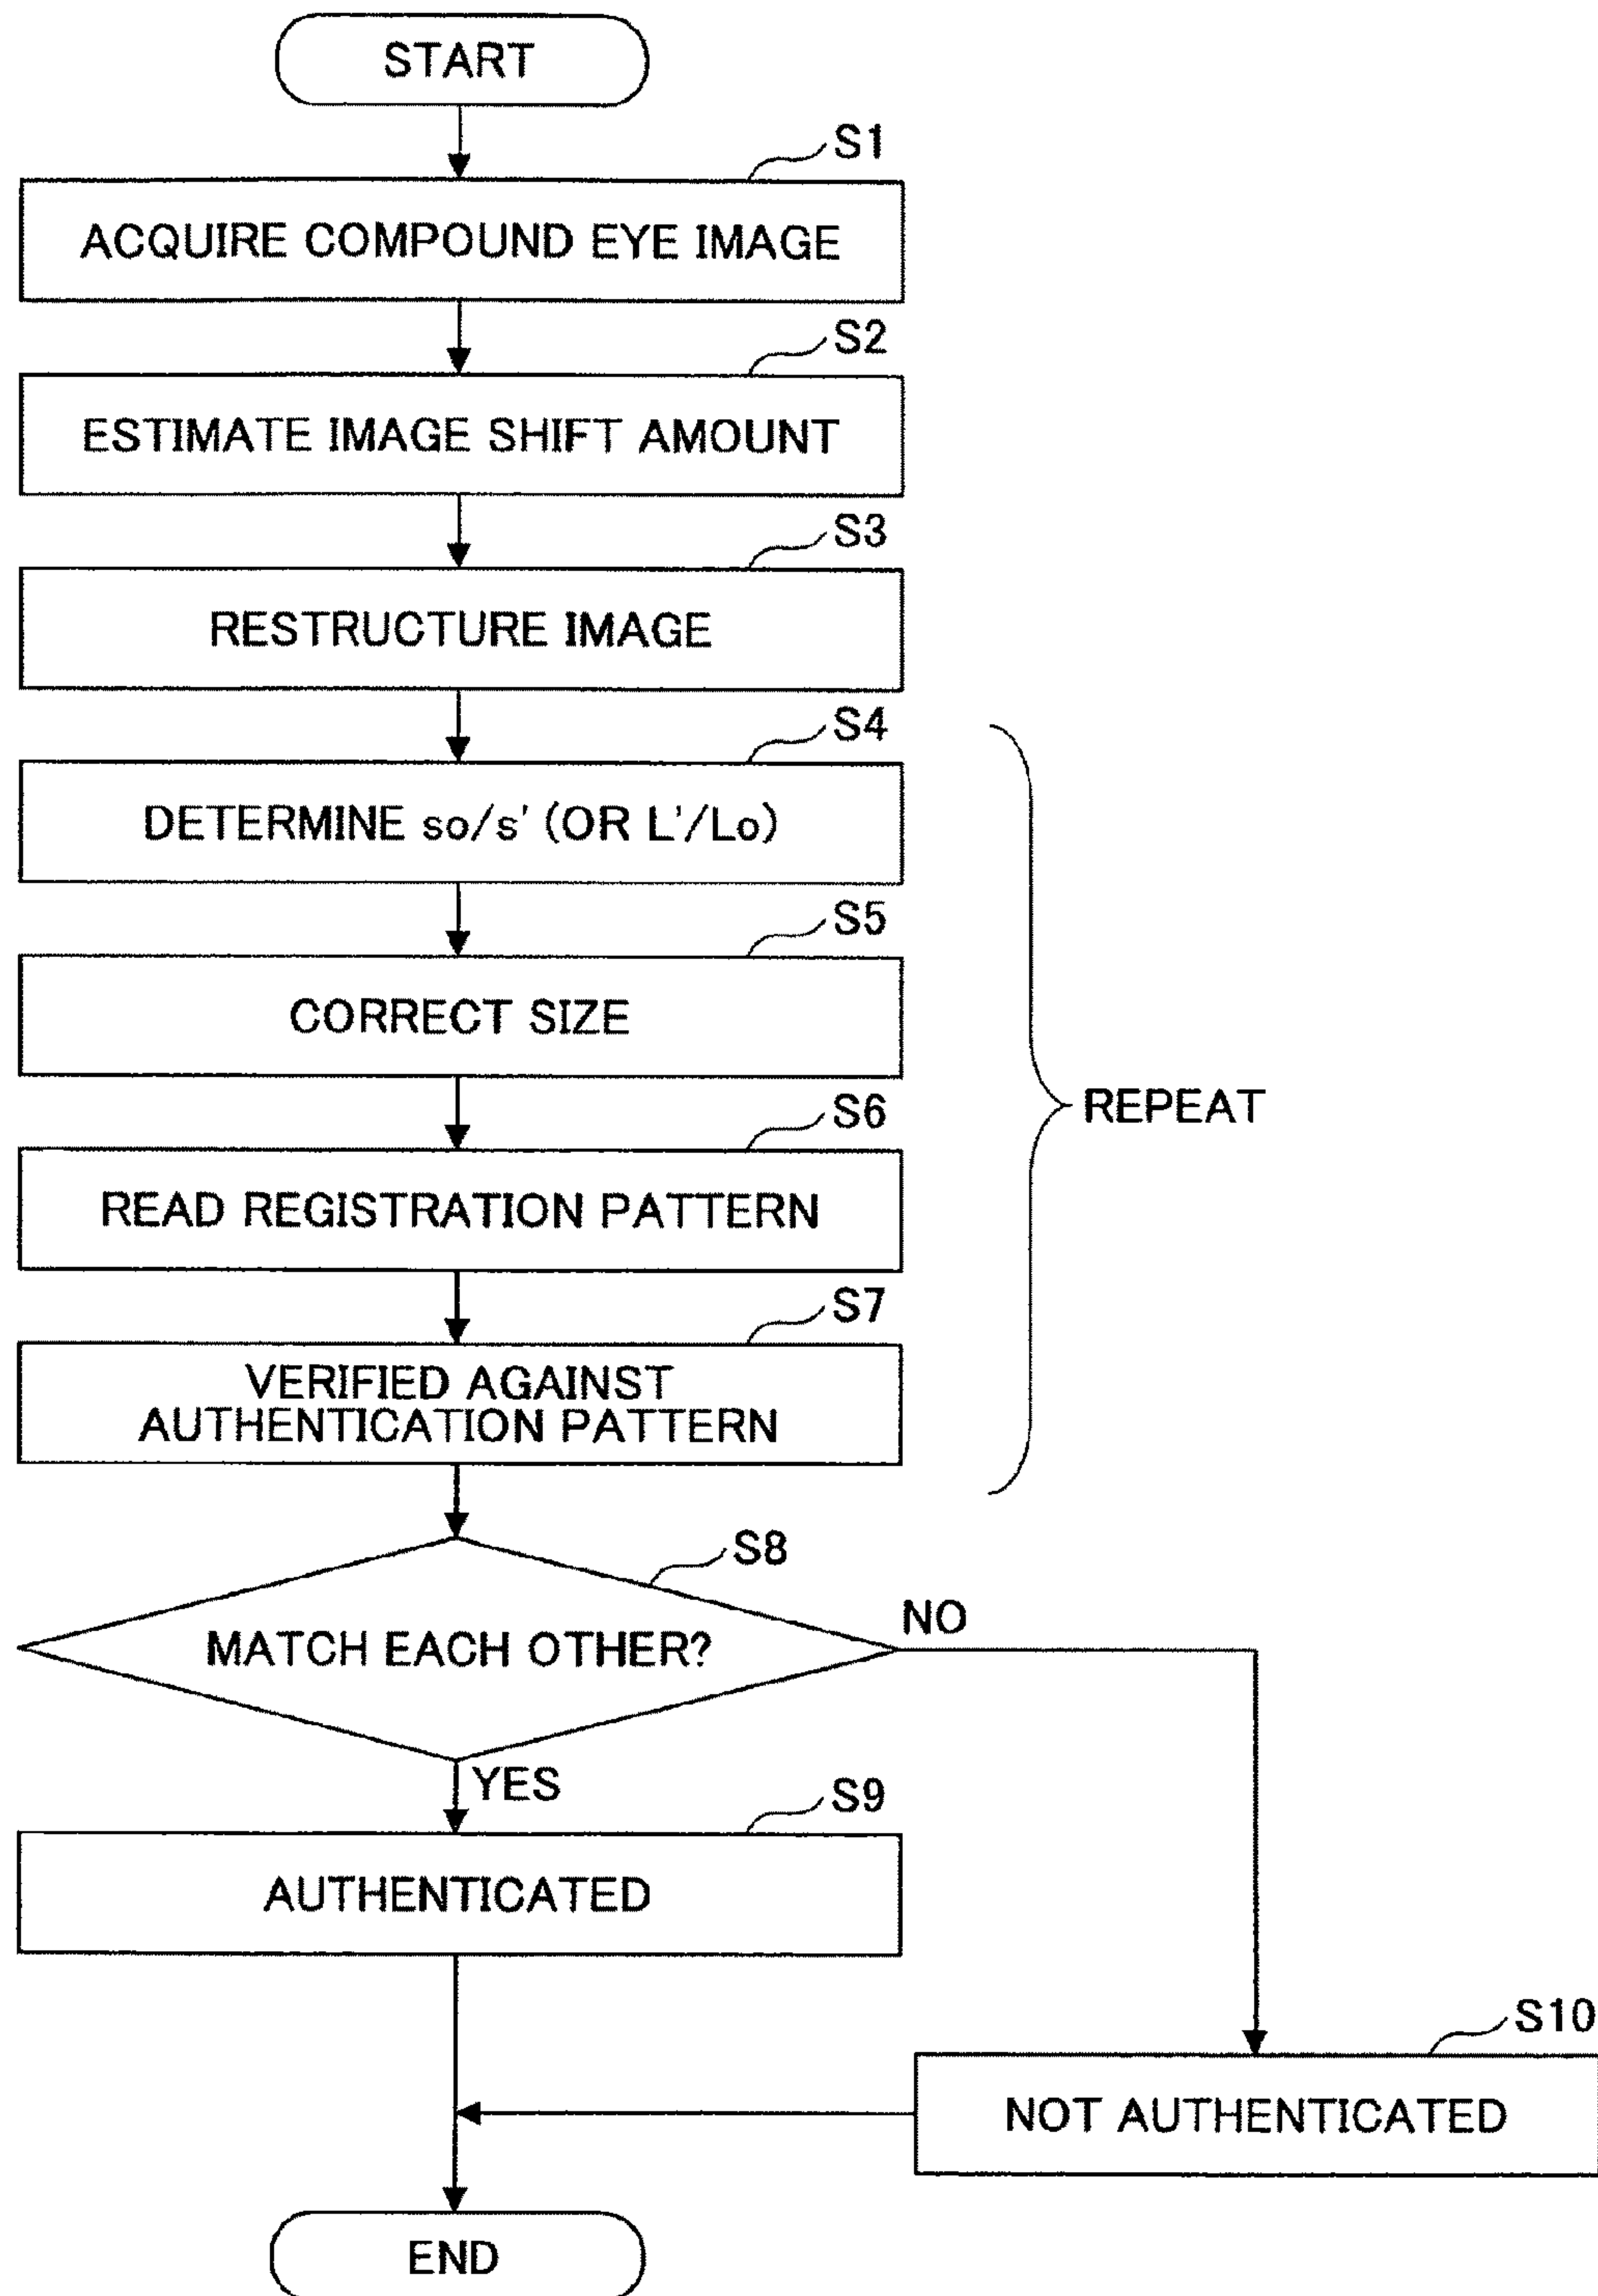 START
S1
ACQUIRE COMPOUND EYE IMAGE
S2
ESTIMATE IMAGE SHIFT AMOUNT
S3
RESTRUCTURE IMAGE
S4
DETERMINE so/s' (OR L'/Lo)
S5
CORRECT SIZE
REPEAT
S6
READ REGISTRATION PATTERN
S7
VERIFIED AGAINST
AUTHENTICATION PATTERN
S8
MATCH EACH OTHER?
NO
YES
S9
AUTHENTICATED
S10
NOT AUTHENTICATED
END